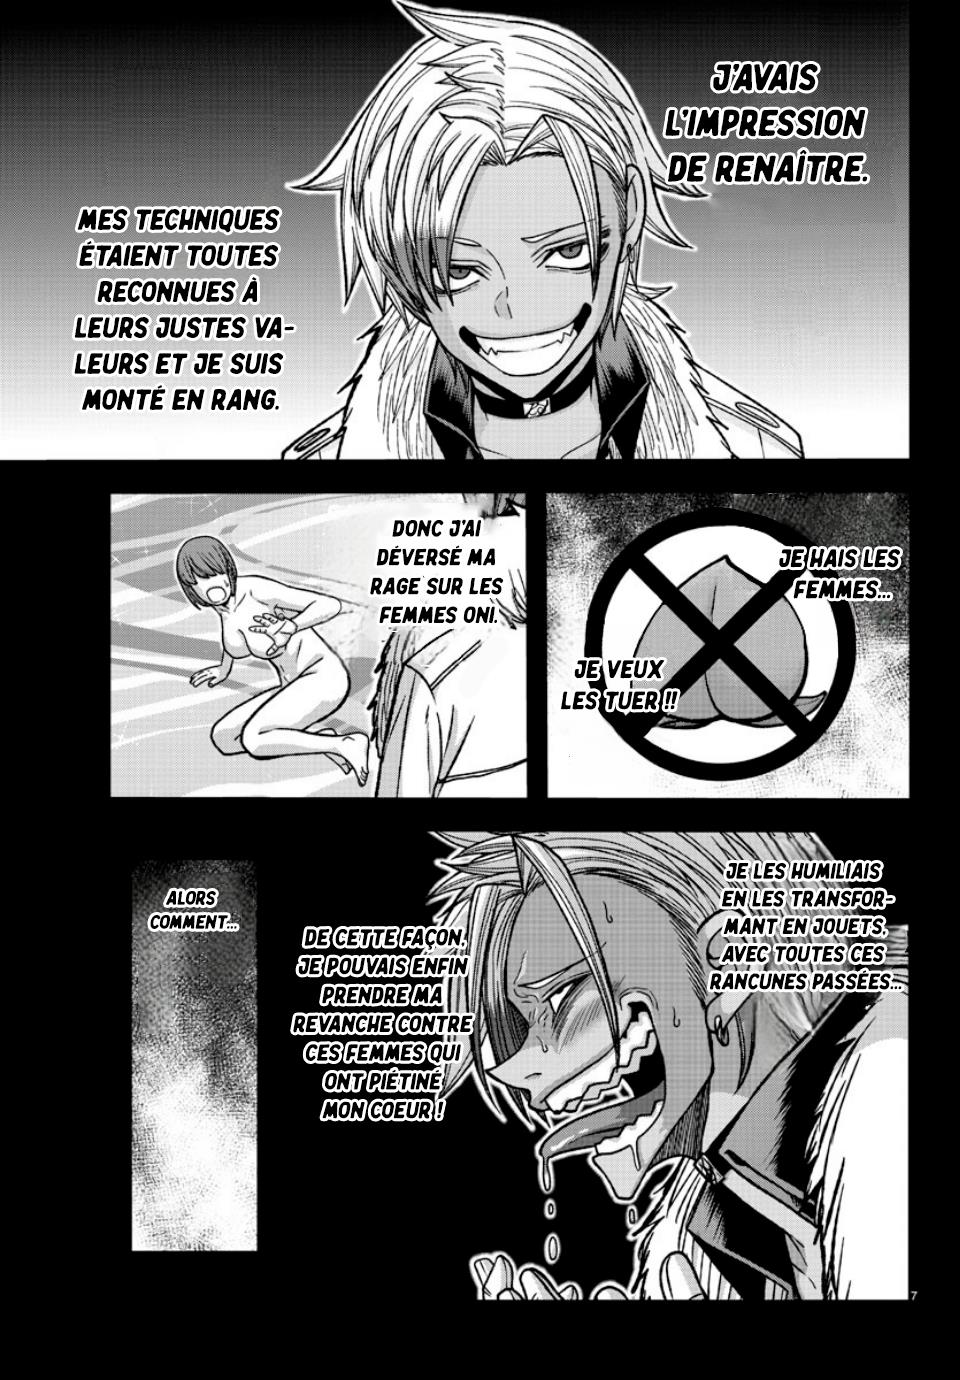 J'AVAIS
L'IMPRESSION
DE RENAÎTRE.
MES TECHNIQUES
ÉTAIENT TOUTES
RECONNUES À
LEURS JUSTES VA-
LEURS ET JE SUIS
MONTÉ EN RANG.
JE HAIS LES
FEMMES...
JE VEUX
LES TUER !!
DONC J'AI
DÉVERSÉ MA
RAGE SUR LES
FEMMES ONI.
JE LES HUMILIAIS
EN LES TRANSFOR-
MANT EN JOUETS,
AVEC TOUTES CES
RANCUNES PASSÉES...
DE CETTE FAÇON,
JE POUVAIS ENFIN
PRENDRE MA
REVANCHE CONTRE
CES FEMMES QUI
ONT PIÉTINÉ
MON COEUR !
ALORS
COMMENT...
7